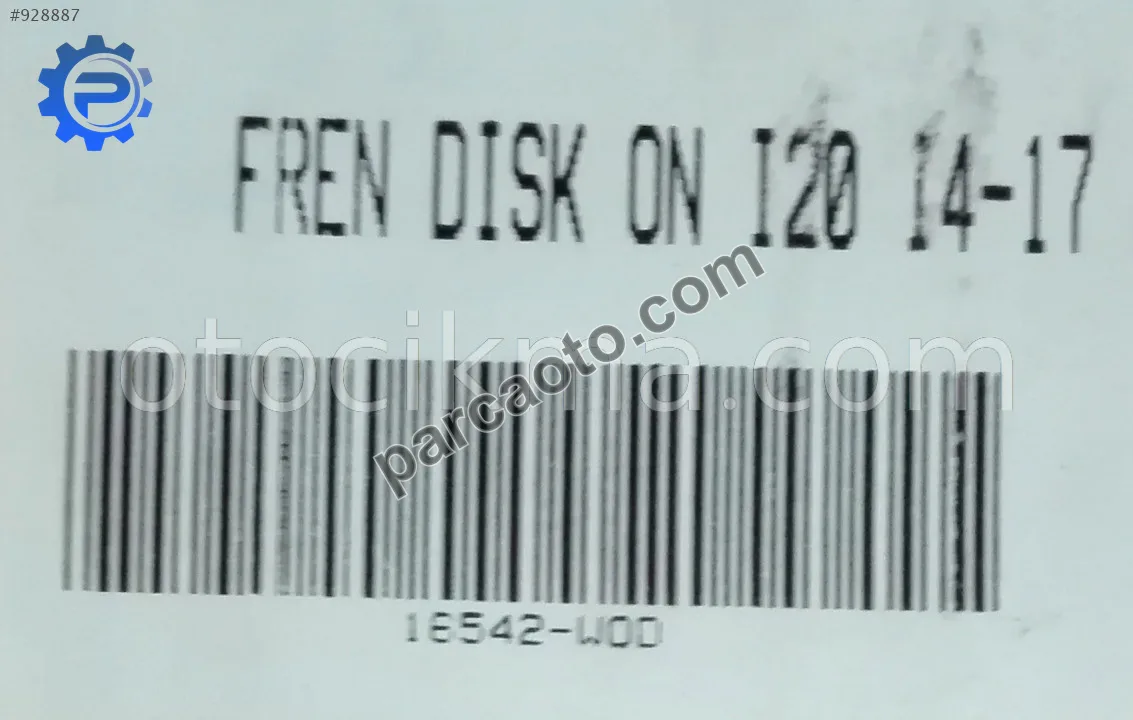 #928887
FREN DISK ON I20 14-17
parcaoto.com
otocikma.com
16542-WOD